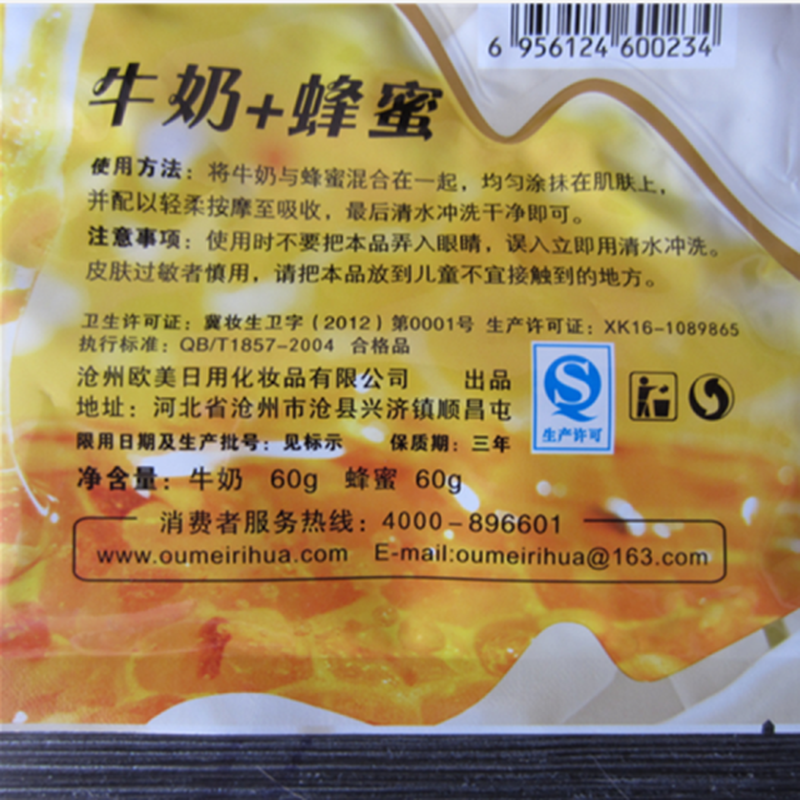 6 956124 600234
牛奶+蜂蜜
使用方法：将牛奶与蜂蜜混合在一起，均匀涂抹在肌肤上，
并配以轻柔按摩至吸收，最后清水冲洗干净即可。
注意事项：使用时不要把本品弄入眼睛，误入立即用清水冲洗。
皮肤过敏者慎用，请把本品放到儿童不宜接触到的地方。
卫生许可证：冀妆生卫字（2012）第0001号 生产许可证：XK16-1089865
执行标准：QB/T1857-2004 合格品
沧州欧美日用化妆品有限公司 出品
地址：河北省沧州市沧县兴济镇顺昌屯
生产许可
限用日期及生产批号：见标示 保质期：三年
净含量：牛奶 60g 蜂蜜 60g
消费者服务热线：4000-896601
www.oumeirihua.com E-mail:oumeirihua@163.com